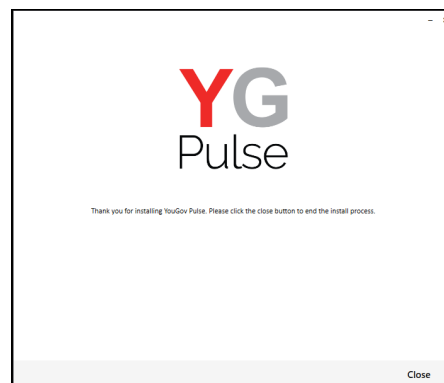 YG
Pulse
Thank you for installing YouGov Pulse. Please click the close button to end the install process.
Close